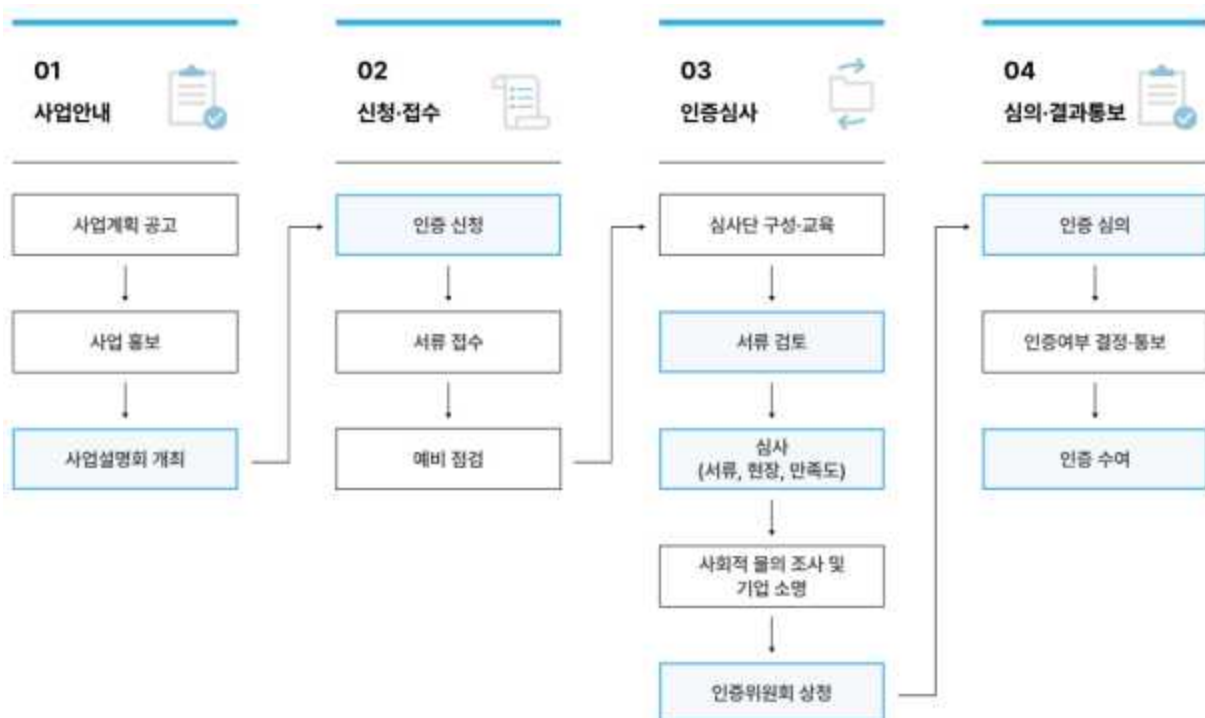 01
사업안내
사업계획 공고
사업 홍보
사업설명회 개최
02
신청·접수
인증 신청
서류 접수
예비 점검
03
인증심사
심사단 구성·교육
서류 검토
심사
(서류, 현장, 만족도)
사회적 물의 조사 및
기업 소명
인증위원회 상정
04
심의·결과통보
인증 심의
인증여부 결정·통보
인증 수여